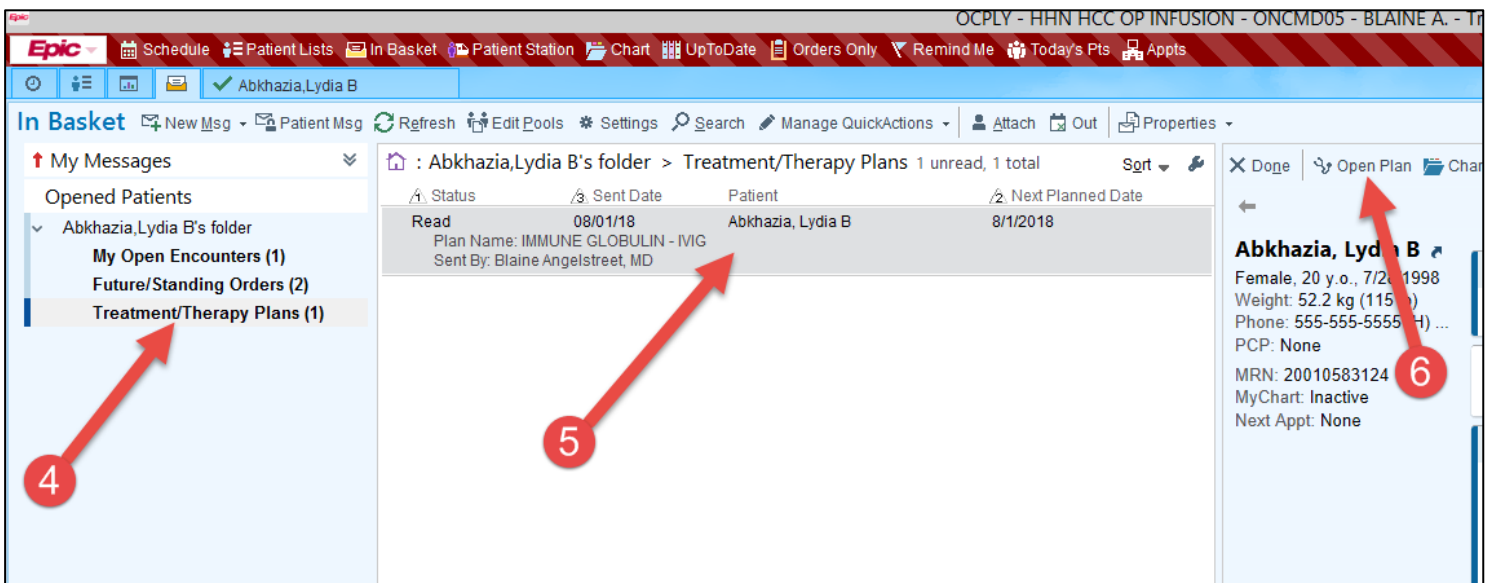 Epic
OCPLY - HHN HCC OP INFUSION - ONCMD05 - BLAINE A. - Tr
Epic Schedule Patient Lists In Basket Patient Station Chart UpToDate Orders Only Remind Me Today's Pts Appts
Abkhazia,Lydia B
In Basket New Msg Patient Msg Refresh Edit Pools Settings Search Manage QuickActions Attach Out Properties
My Messages
Opened Patients
Abkhazia,Lydia B's folder
My Open Encounters (1)
Future/Standing Orders (2)
Treatment/Therapy Plans (1)
4
: Abkhazia,Lydia B's folder > Treatment/Therapy Plans 1 unread, 1 total Sort
1 Status 3 Sent Date Patient 2 Next Planned Date
Read 08/01/18 Abkhazia, Lydia B 8/1/2018
Plan Name: IMMUNE GLOBULIN - IVIG
Sent By: Blaine Angelstreet, MD
5
Done Open Plan Char
Abkhazia, Lydia B
Female, 20 y.o., 7/28/1998
Weight: 52.2 kg (115
Phone: 555-555-5555 H) ...
PCP: None
MRN: 20010583124
MyChart: Inactive
Next Appt: None
6